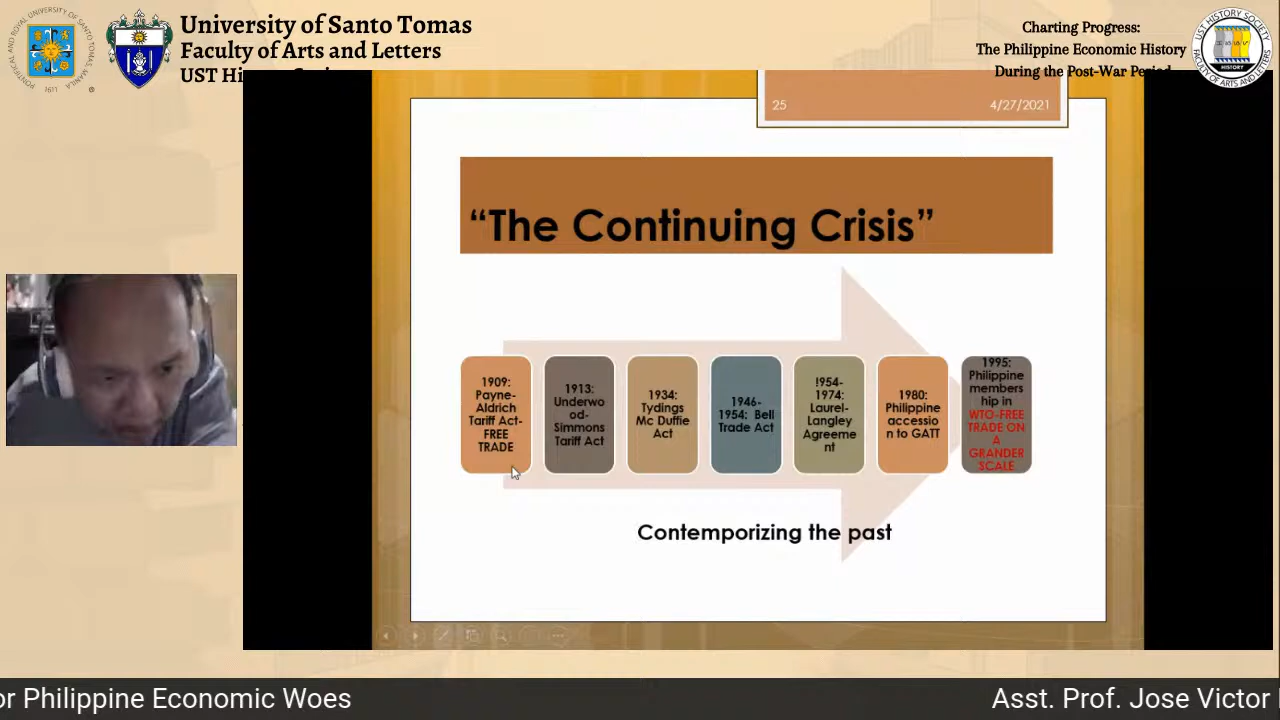 University of Santo Tomas
Faculty of Arts and Letters
UST Hi
Charting Progress:
The Philippine Economic History
During the Post-War Period
25
4/27/2021
“The Continuing Crisis”
1909:
Payne-
Aldrich
Tariff Act-
FREE
TRADE
1913:
Underwo
od-
Simmons
Tariff Act
1934:
Tydings
Mc Duffie
Act
1946-
1954: Bell
Trade Act
!954-
1974:
Laurel-
Langley
Agreeme
nt
1980:
Philippine
accessio
n to GATT
1995:
Philippine
members
hip in
WTO-FREE
TRADE ON
A
GRANDER
SCALE
Contemporizing the past
or Philippine Economic Woes
Asst. Prof. Jose Victor